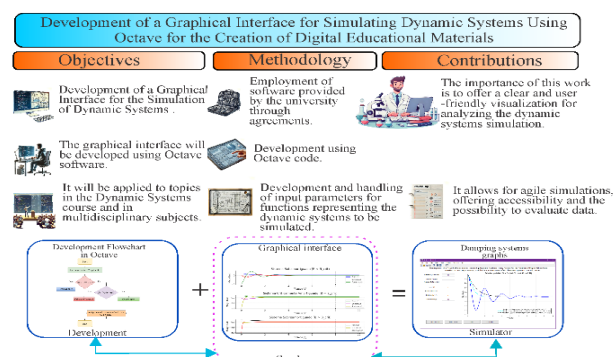 Development of a Graphical Interface for Simulating Dynamic Systems Using
Octave for the Creation of Digital Educational Materials
Objectives
Methodology
Contributions
Development of a Graphical
Interface for the Simulation
of Dynamic Systems .
The graphical interface will
be developed using Octave
software.
It will be applied to topics
in the Dynamic Systems
course and in
multidisciplinary subjects.
Employment of
software provided
by the university
through
agreements.
Development using
Octave code.
Development and handling
of input parameters for
functions representing the
dynamic systems to be
simulated.
The importance of this work
is to offer a clear and user
-friendly visualization for
analyzing the dynamic
systems simulation.
It allows for agile simulations,
offering accessibility and the
possibility to evaluate data.
Development Flowchart
in Octave
Development
+
Graphical interface
=
Damping systems
graphs
Simulator